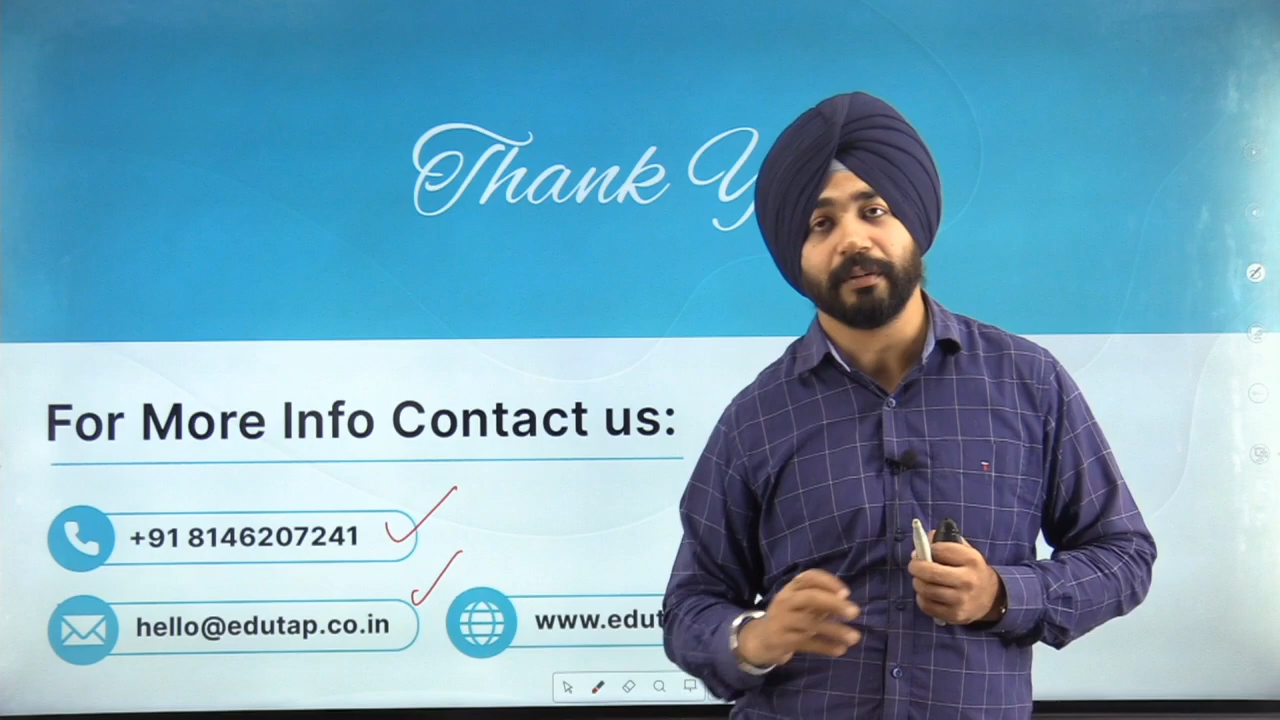 Thank Y
For More Info Contact us:
+91 8146207241
hello@edutap.co.in
www.edut